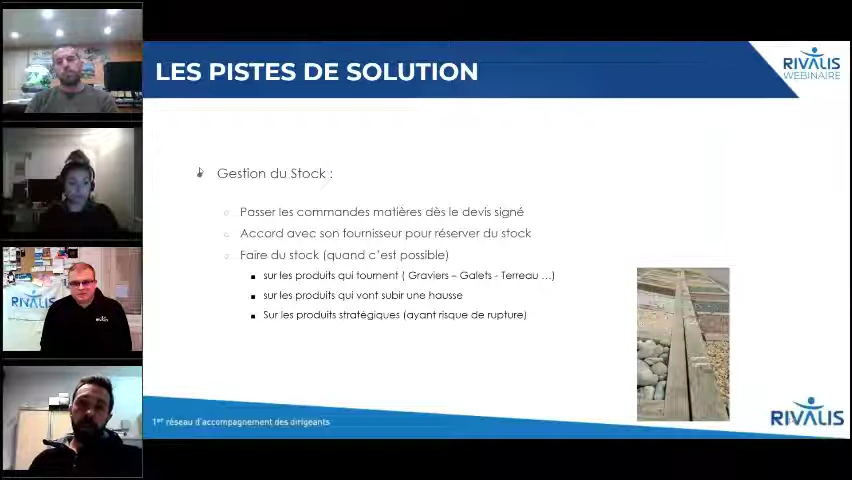 LES PISTES DE SOLUTION
RIVALIS
WEBINAIRE
Gestion du Stock :
Passer les commandes matières dès le devis signé
Accord avec son fournisseur pour réserver du stock
Faire du stock (quand c'est possible)
sur les produits qui tournent ( Graviers – Galets - Terreau ...)
sur les produits qui vont subir une hausse
Sur les produits stratégiques (ayant risque de rupture)
RIVALIS
1er réseau d'accompagnement des dirigeants
RIVALIS